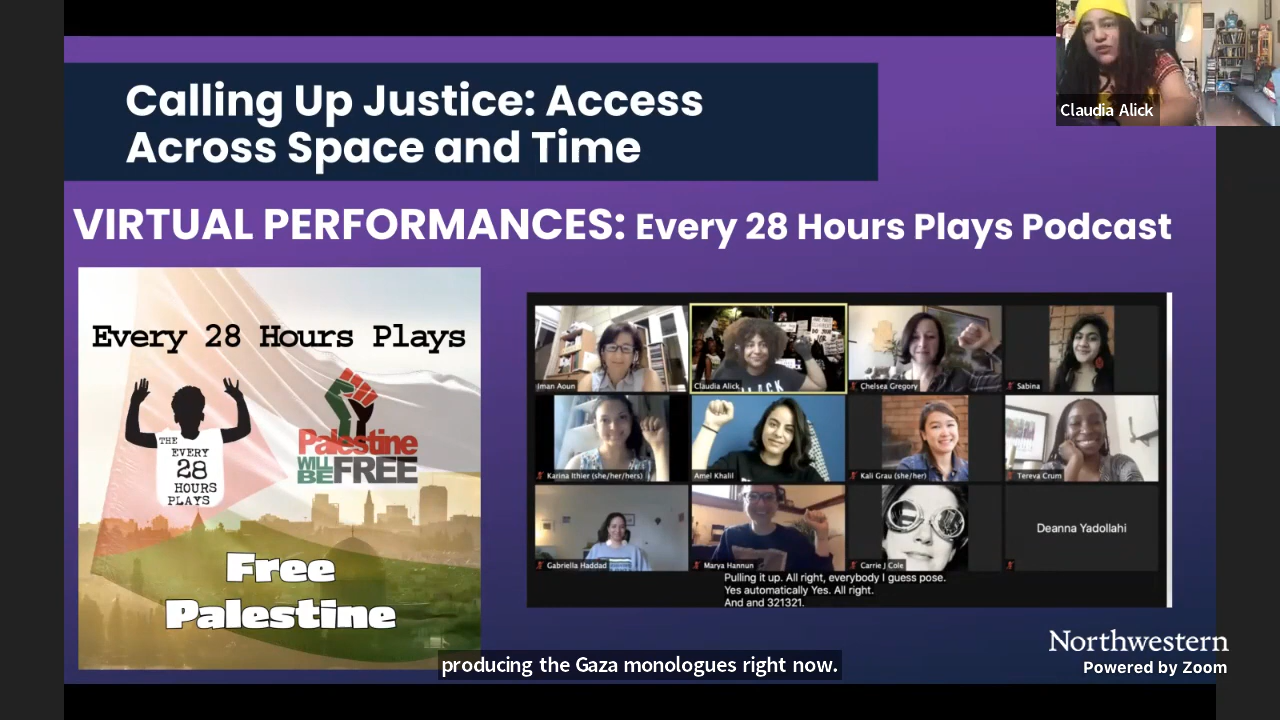 Calling Up Justice: Access
Across Space and Time
Claudia Alick
VIRTUAL PERFORMANCES: Every 28 Hours Plays Podcast
Every 28 Hours Plays
THE
EVERY
28
HOURS
PLAYS
Palestine
WILL
BE FREE
Free
Palestine
Iman Aoun
Claudia Alick
Chelsea Gregory
Sabina
Karina Ithier (she/her/hers)
Amel Khalil
Kali Grau (she/her)
Tereva Crum
Gabriella Haddad
Marya Hannun
Carrie J Cole
Deanna Yadollahi
Pulling it up. All right, everybody I guess pose.
Yes automatically Yes. All right.
And and 321321.
producing the Gaza monologues right now.
Northwestern
Powered by Zoom